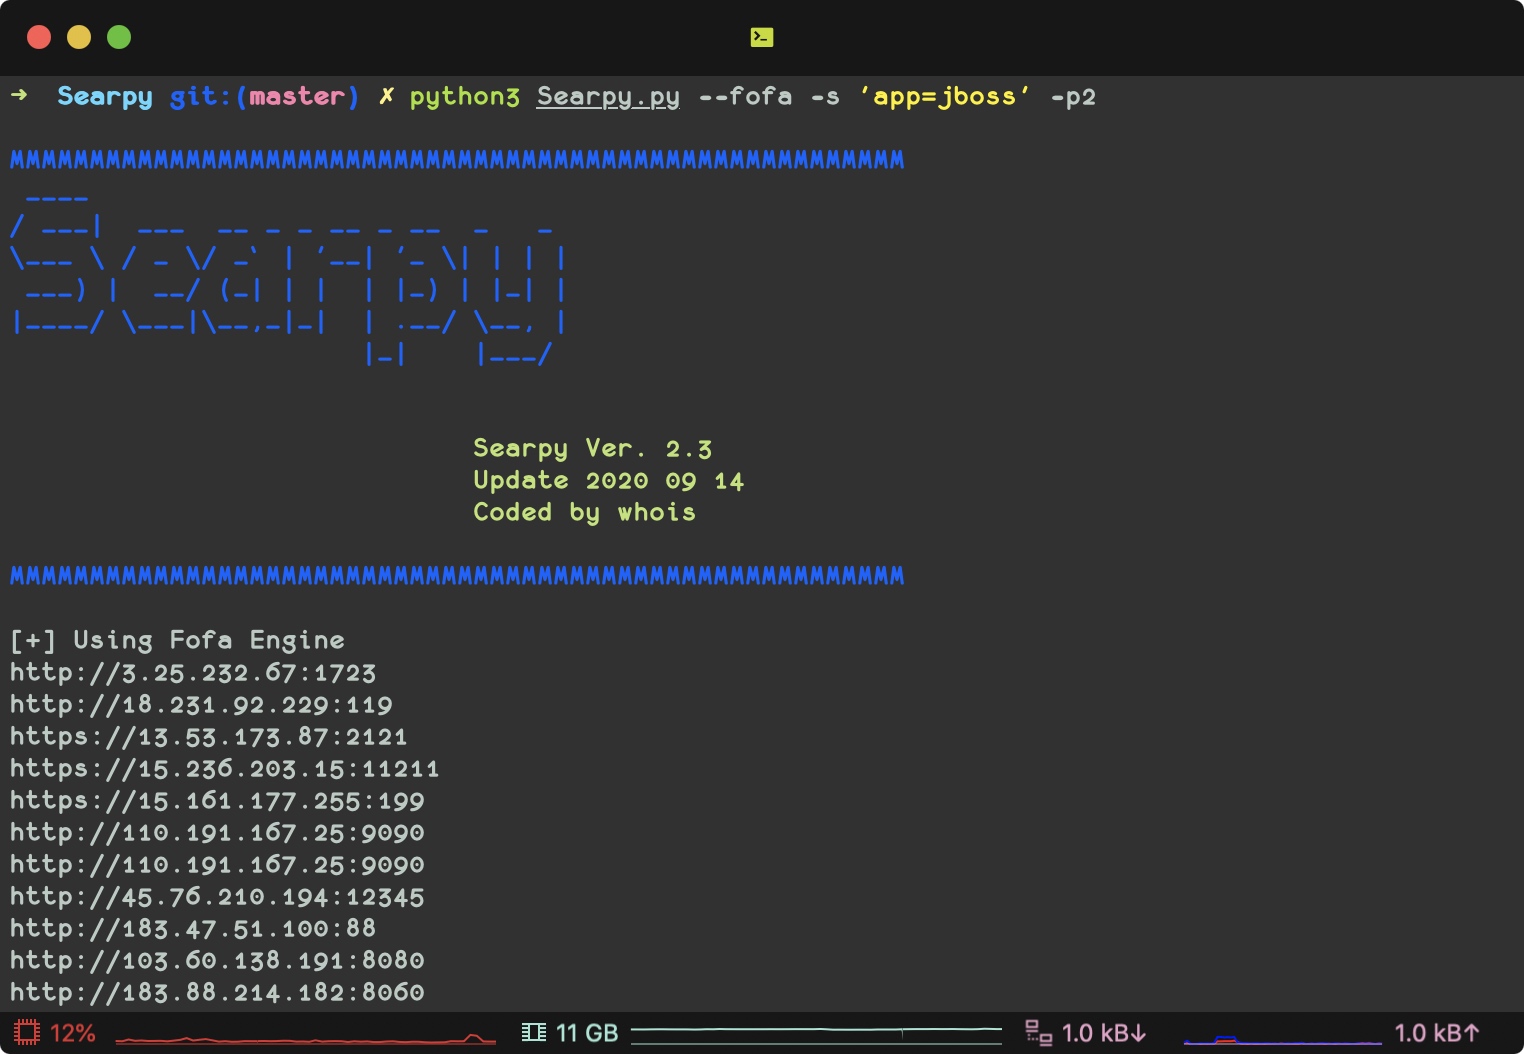 ➜  Searpy git:(master) ✗ python3 Searpy.py --fofa -s 'app=jboss' -p2
MMMMMMMMMMMMMMMMMMMMMMMMMMMMMMMMMMMMMMMMMMMMMMMMMMMMMMMM
Searpy
Searpy Ver. 2.3
Update 2020 09 14
Coded by whois
MMMMMMMMMMMMMMMMMMMMMMMMMMMMMMMMMMMMMMMMMMMMMMMMMMMMMMMM
[+] Using Fofa Engine
http://3.25.232.67:1723
http://18.231.92.229:119
https://13.53.173.87:2121
https://15.236.203.15:11211
https://15.161.177.255:199
http://110.191.167.25:9090
http://110.191.167.25:9090
http://45.76.210.194:12345
http://183.47.51.100:88
http://103.60.138.191:8080
http://183.88.214.182:8060
12% 11 GB 1.0 kB↓ 1.0 kB↑